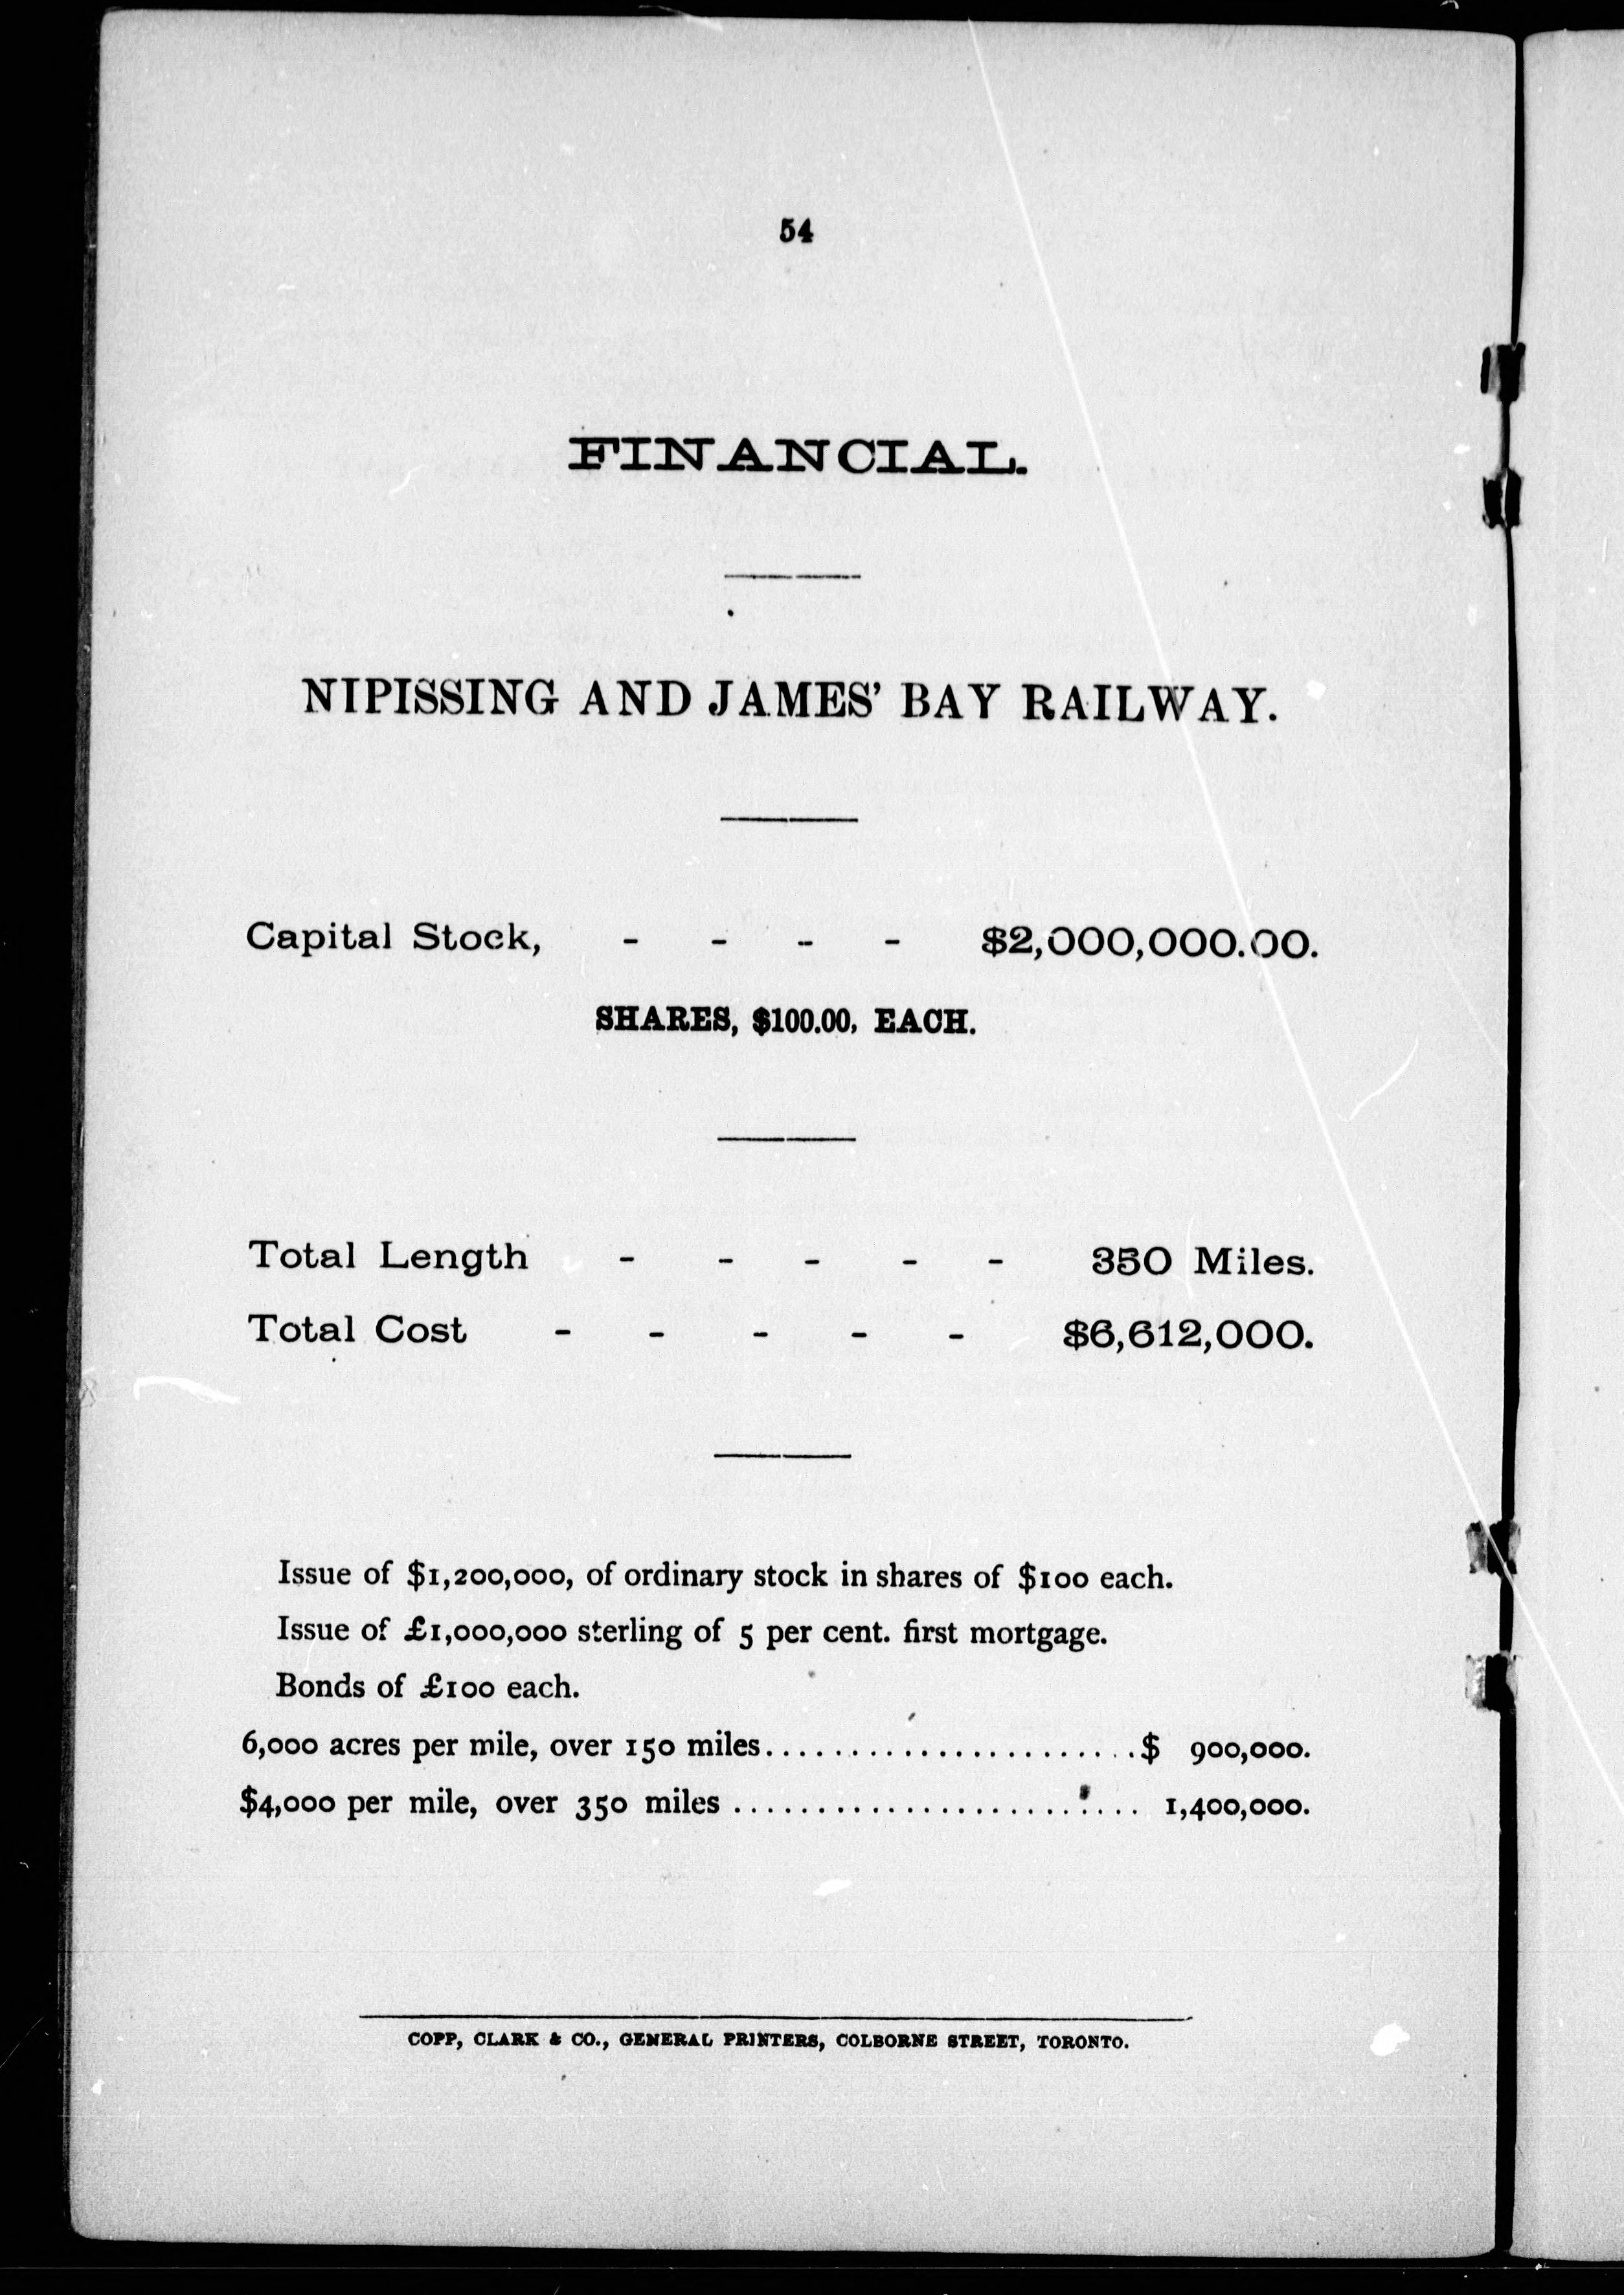 54
FINANCIAL.
NIPISSING AND JAMES' BAY RAILWAY.
Capital Stock, - - - - $2,000,000.00.
SHARES, $100.00, EACH.
Total Length - - - - - 350 Miles.
Total Cost - - - - - $6,612,000.
Issue of $1,200,000, of ordinary stock in shares of $100 each.
Issue of £1,000,000 sterling of 5 per cent. first mortgage.
Bonds of £100 each.
6,000 acres per mile, over 150 miles..........................$ 900,000.
$4,000 per mile, over 350 miles ............................ 1,400,000.
COPP, CLARK & CO., GENERAL PRINTERS, COLBORNE STREET, TORONTO.